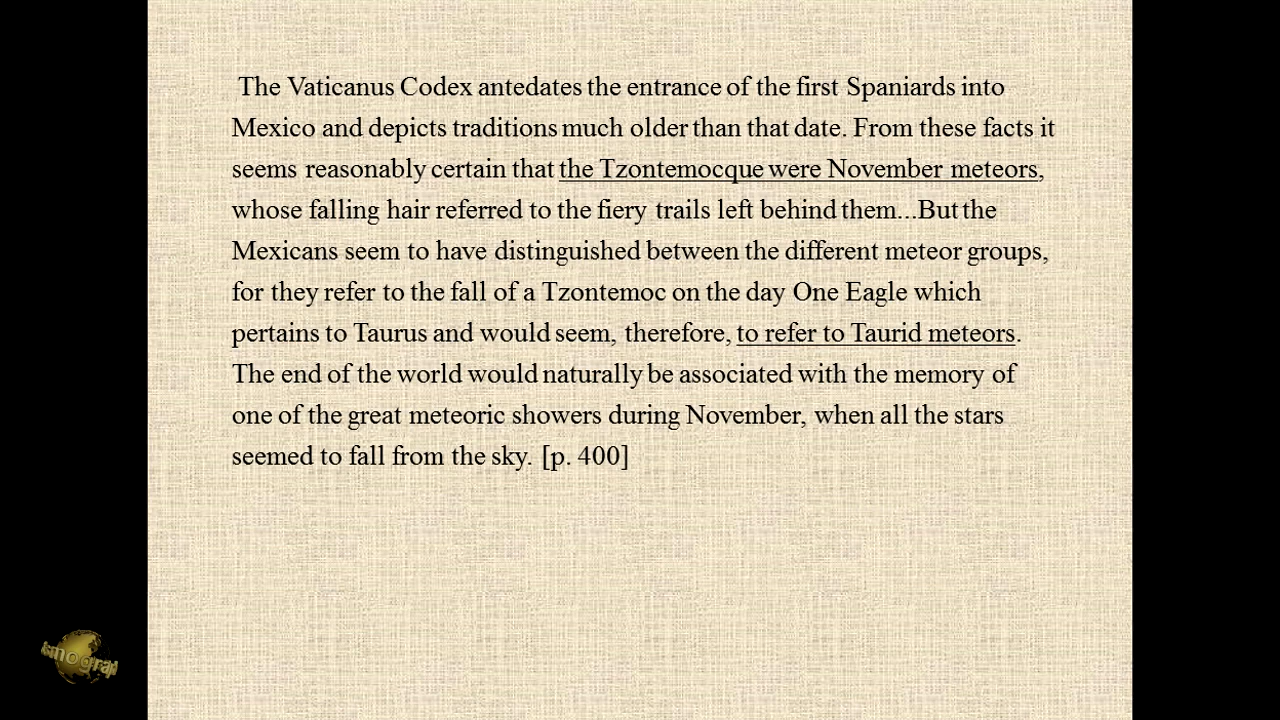 The Vaticanus Codex antedates the entrance of the first Spaniards into
Mexico and depicts traditions much older than that date. From these facts it
seems reasonably certain that the Tzontemocque were November meteors,
whose falling hair referred to the fiery trails left behind them...But the
Mexicans seem to have distinguished between the different meteor groups,
for they refer to the fall of a Tzontemoc on the day One Eagle which
pertains to Taurus and would seem, therefore, to refer to Taurid meteors.
The end of the world would naturally be associated with the memory of
one of the great meteoric showers during November, when all the stars
seemed to fall from the sky. [p. 400]